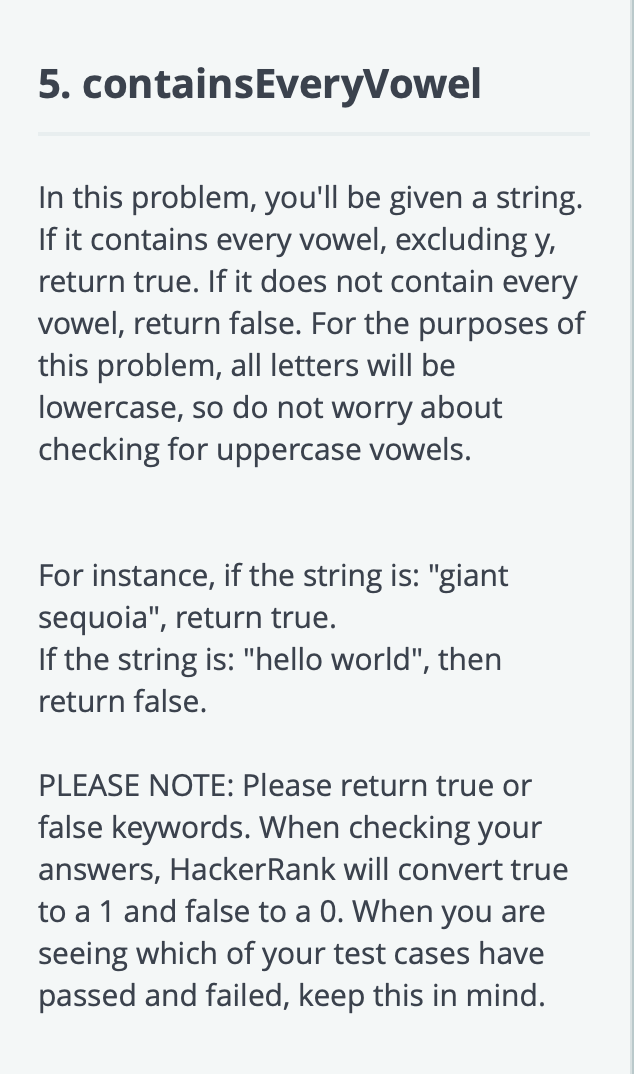 5. containsEveryVowel
In this problem, you'll be given a string.
If it contains every vowel, excluding y,
return true. If it does not contain every
vowel, return false. For the purposes of
this problem, all letters will be
lowercase, so do not worry about
checking for uppercase vowels.
For instance, if the string is: "giant
sequoia", return true.
If the string is: "hello world", then
return false.
PLEASE NOTE: Please return true or
false keywords. When checking your
answers, HackerRank will convert true
to a 1 and false to a 0. When you are
seeing which of your test cases have
passed and failed, keep this in mind.